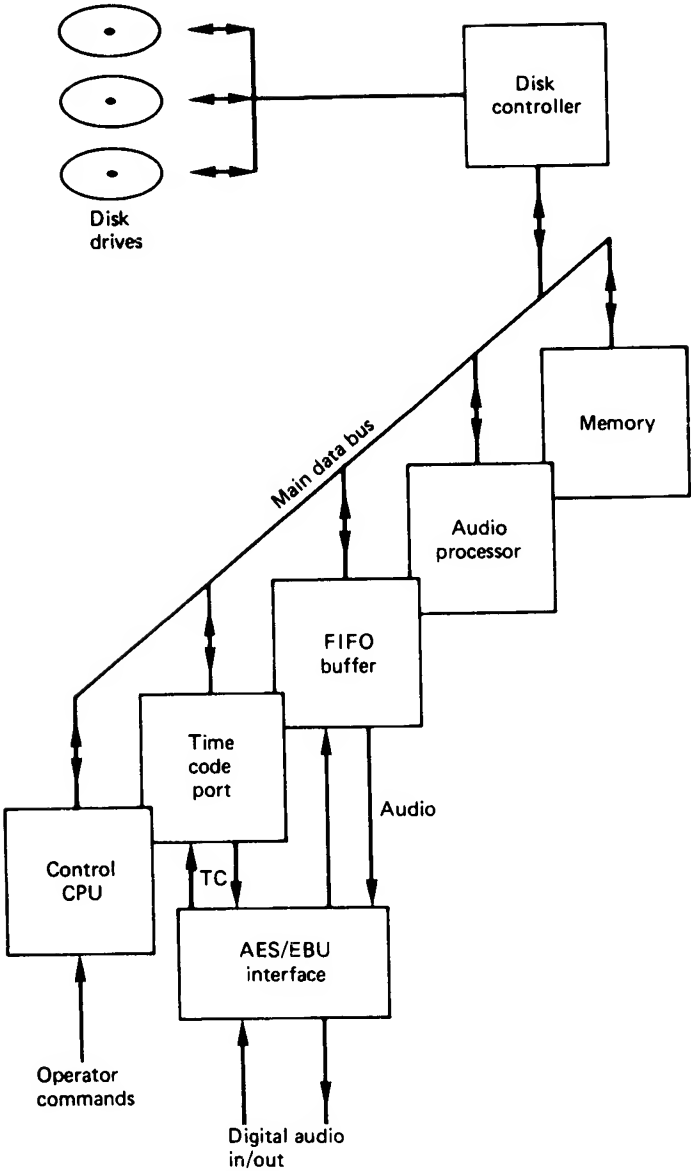 Disk
controller
Disk
drives
Memory
Main data bus
Audio
processor
FIFO
buffer
Time
code
port
Audio
Control
CPU
TC
AES/EBU
interface
Operator
commands
Digital audio
in/out